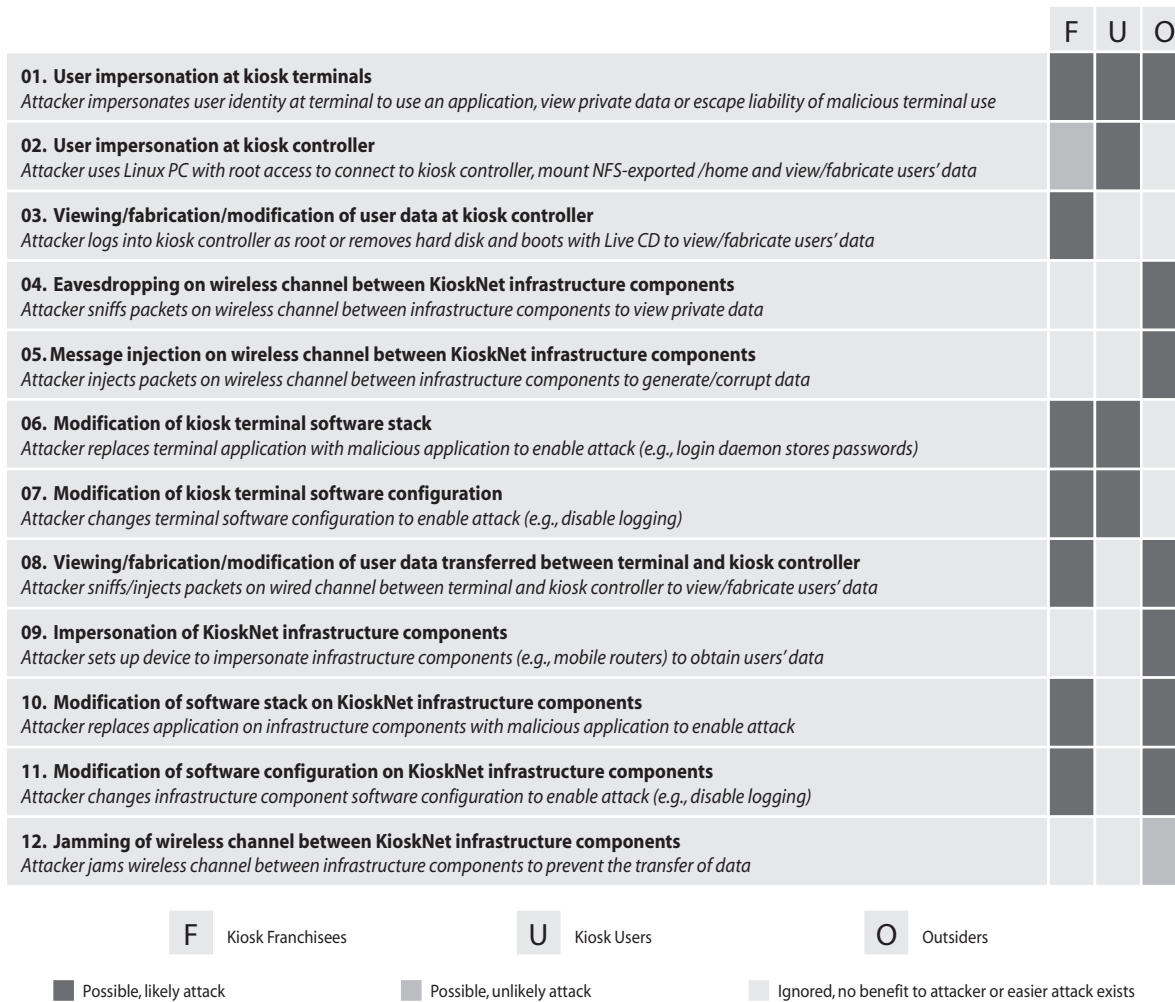 F U O
01. User impersonation at kiosk terminals
Attacker impersonates user identity at terminal to use an application, view private data or escape liability of malicious terminal use
02. User impersonation at kiosk controller
Attacker uses Linux PC with root access to connect to kiosk controller, mount NFS-exported /home and view/fabricate users' data
03. Viewing/fabrication/modification of user data at kiosk controller
Attacker logs into kiosk controller as root or removes hard disk and boots with Live CD to view/fabricate users' data
04. Eavesdropping on wireless channel between KioskNet infrastructure components
Attacker sniffs packets on wireless channel between infrastructure components to view private data
05. Message injection on wireless channel between KioskNet infrastructure components
Attacker injects packets on wireless channel between infrastructure components to generate/corrupt data
06. Modification of kiosk terminal software stack
Attacker replaces terminal application with malicious application to enable attack (e.g., login daemon stores passwords)
07. Modification of kiosk terminal software configuration
Attacker changes terminal software configuration to enable attack (e.g., disable logging)
08. Viewing/fabrication/modification of user data transferred between terminal and kiosk controller
Attacker sniffs/injects packets on wired channel between terminal and kiosk controller to view/fabricate users' data
09. Impersonation of KioskNet infrastructure components
Attacker sets up device to impersonate infrastructure components (e.g., mobile routers) to obtain users' data
10. Modification of software stack on KioskNet infrastructure components
Attacker replaces application on infrastructure components with malicious application to enable attack
11. Modification of software configuration on KioskNet infrastructure components
Attacker changes infrastructure component software configuration to enable attack (e.g., disable logging)
12. Jamming of wireless channel between KioskNet infrastructure components
Attacker jams wireless channel between infrastructure components to prevent the transfer of data
F Kiosk Franchisees U Kiosk Users O Outsiders
Possible, likely attack Possible, unlikely attack Ignored, no benefit to attacker or easier attack exists